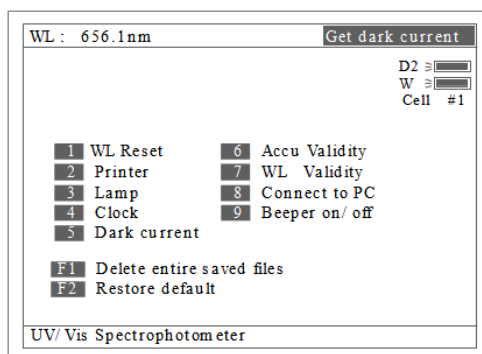 WL: 656.1nm Get dark current
D2
W
Cell #1
1 WL Reset 6 Accu Validity
2 Printer 7 WL Validity
3 Lamp 8 Connect to PC
4 Clock 9 Beeper on/off
5 Dark current
F1 Delete entire saved files
F2 Restore default
UV/Vis Spectrophotometer